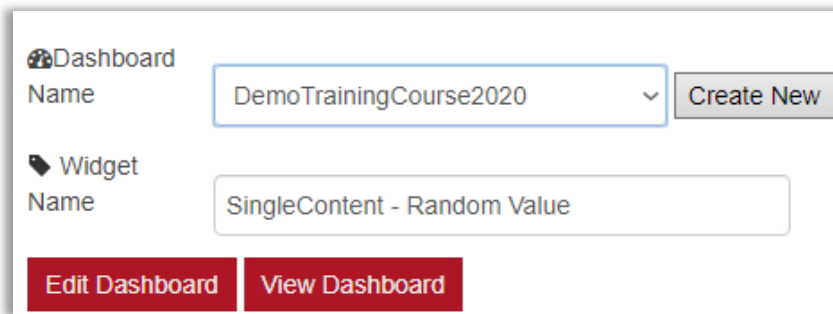 Dashboard
Name
DemoTrainingCourse2020
Create New
Widget
Name
SingleContent - Random Value
Edit Dashboard
View Dashboard